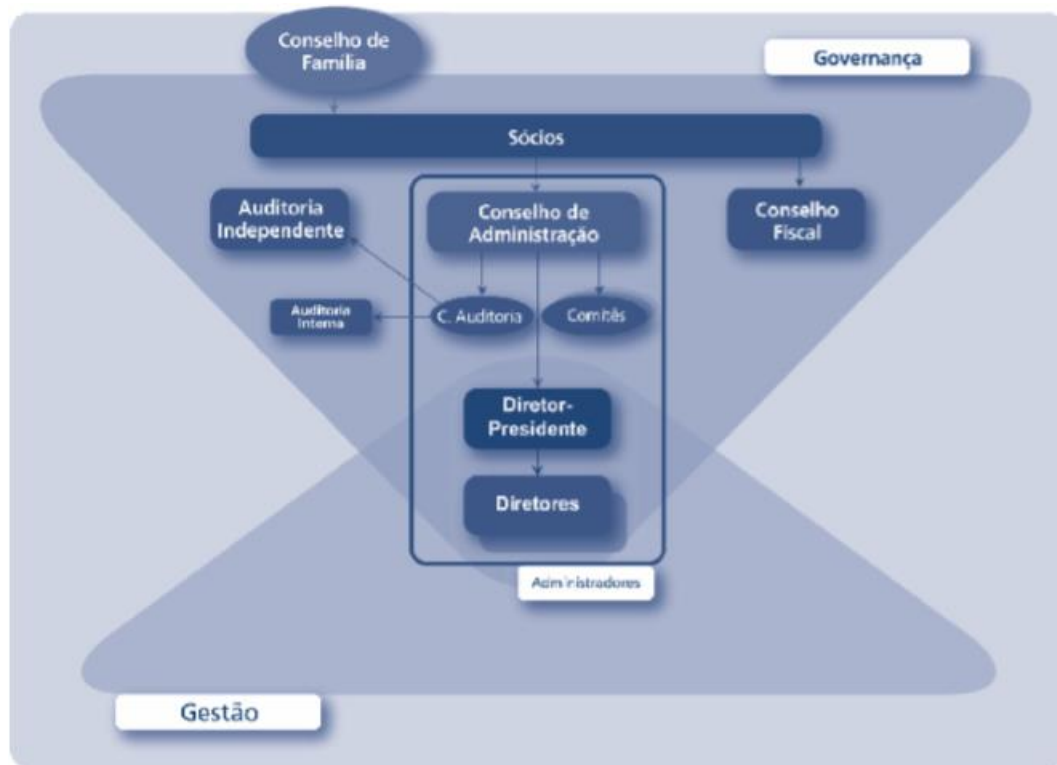 Conselho de
Família
Governança
Sócios
Auditoria
Independente
Conselho de
Administração
Conselho
Fiscal
Auditoria
Interna
C. Auditoria
Comitês
Diretor-
Presidente
Diretores
Administradores
Gestão